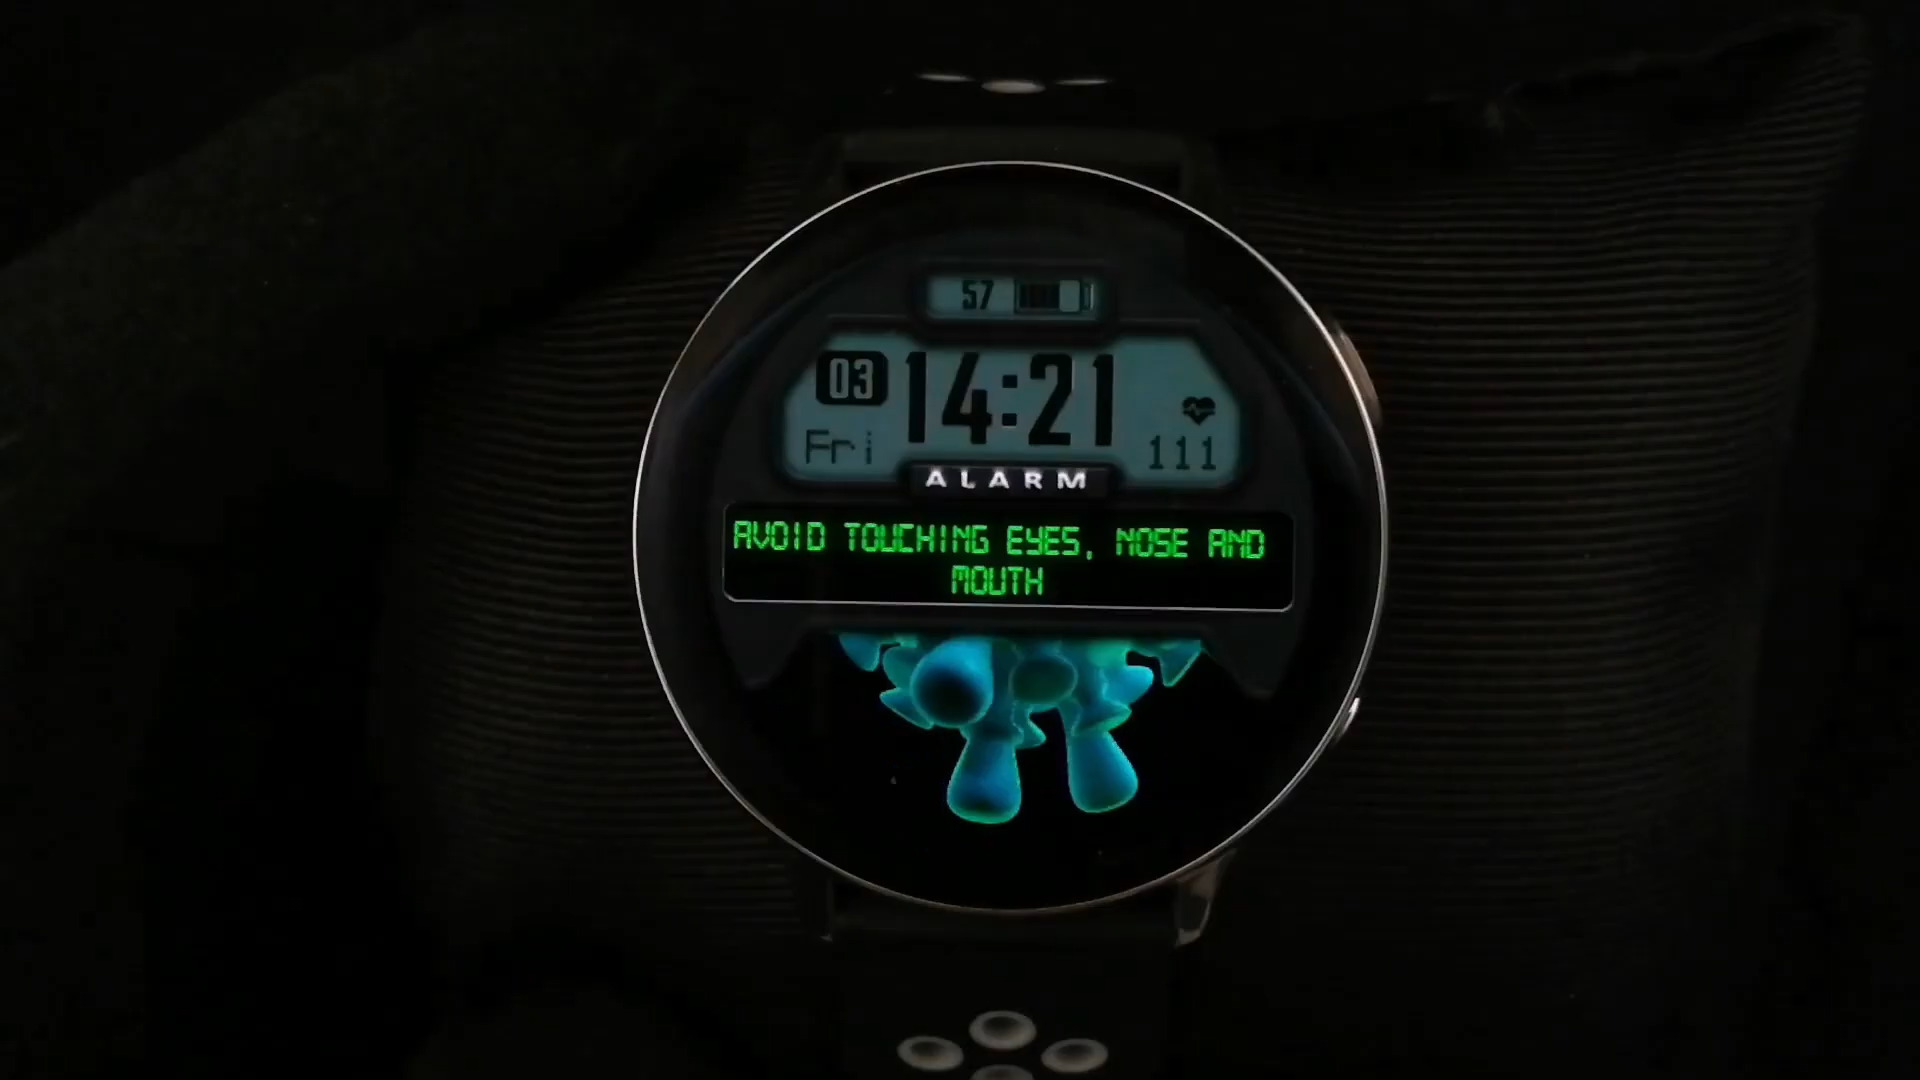 57
03 14:21
Fri 111
ALARM
AVOID TOUCHING EYES, NOSE AND
MOUTH